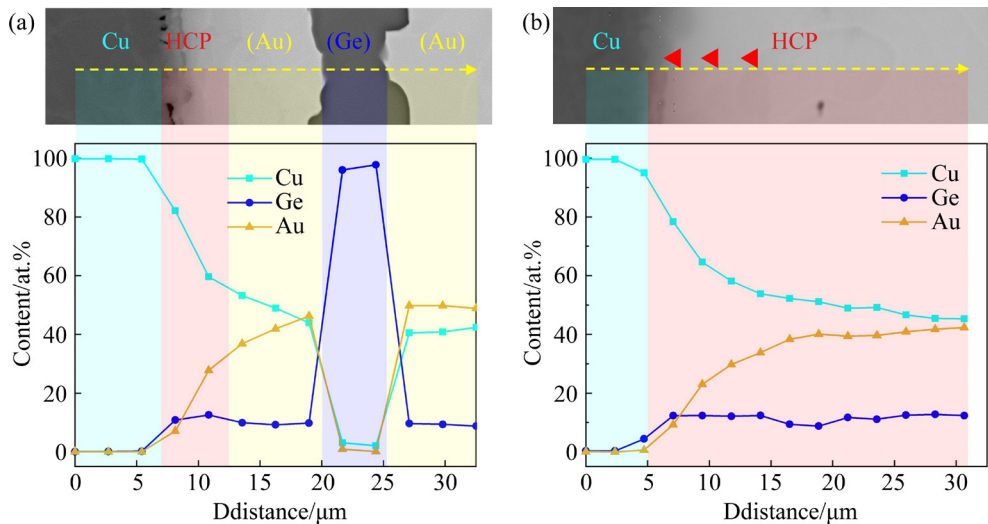 (a)
Cu HCP (Au) (Ge) (Au)
100
80
60
40
20
0
Content/at.%
Cu
Ge
Au
0 5 10 15 20 25 30
Ddistance/μm
(b)
Cu HCP
100
80
60
40
20
0
Content/at.%
Cu
Ge
Au
0 5 10 15 20 25 30
Ddistance/μm